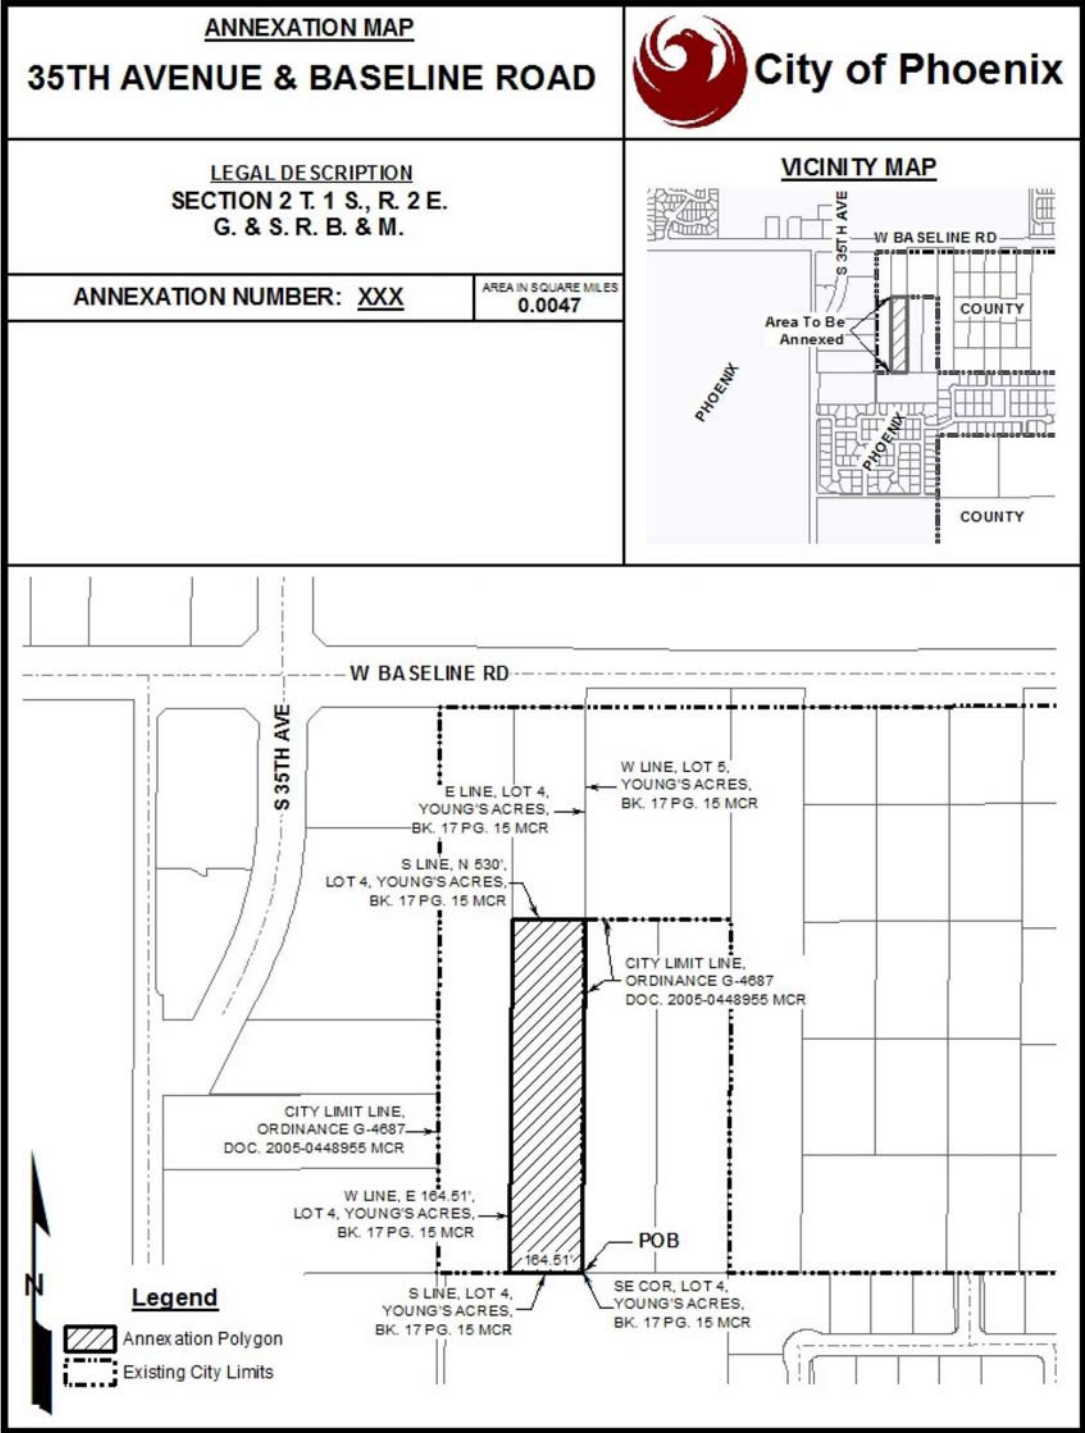 ANNEXATION MAP
35TH AVENUE & BASELINE ROAD
City of Phoenix
LEGAL DESCRIPTION
SECTION 2 T. 1 S., R. 2 E.
G. & S. R. B. & M.
ANNEXATION NUMBER: XXX
AREA IN SQUARE MILES
0.0047
VICINITY MAP
S 35TH AVE
W BASELINE RD
COUNTY
Area To Be
Annexed
PHOENIX
PHOENIX
COUNTY
W BASELINE RD
S 35TH AVE
W LINE, LOT 5,
YOUNG'S ACRES,
BK. 17 PG. 15 MCR
E LINE, LOT 4,
YOUNG'S ACRES,
BK. 17 PG. 15 MCR
S LINE, N 530',
LOT 4, YOUNG'S ACRES,
BK. 17 PG. 15 MCR
CITY LIMIT LINE,
ORDINANCE G-4687
DOC. 2005-0448955 MCR
CITY LIMIT LINE,
ORDINANCE G-4687
DOC. 2005-0448955 MCR
W LINE, E 164.51',
LOT 4, YOUNG'S ACRES,
BK. 17 PG. 15 MCR
164.51'
POB
S LINE, LOT 4,
YOUNG'S ACRES,
BK. 17 PG. 15 MCR
SE COR, LOT 4,
YOUNG'S ACRES,
BK. 17 PG. 15 MCR
N
Legend
Annexation Polygon
Existing City Limits